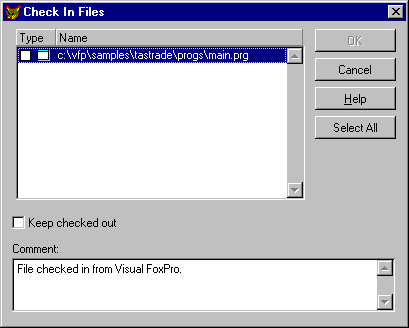 Check In Files
Type Name
OK
c:\vfp\samples\tastrade\progs\main.prg
Cancel
Help
Select All
Keep checked out
Comment:
File checked in from Visual FoxPro.